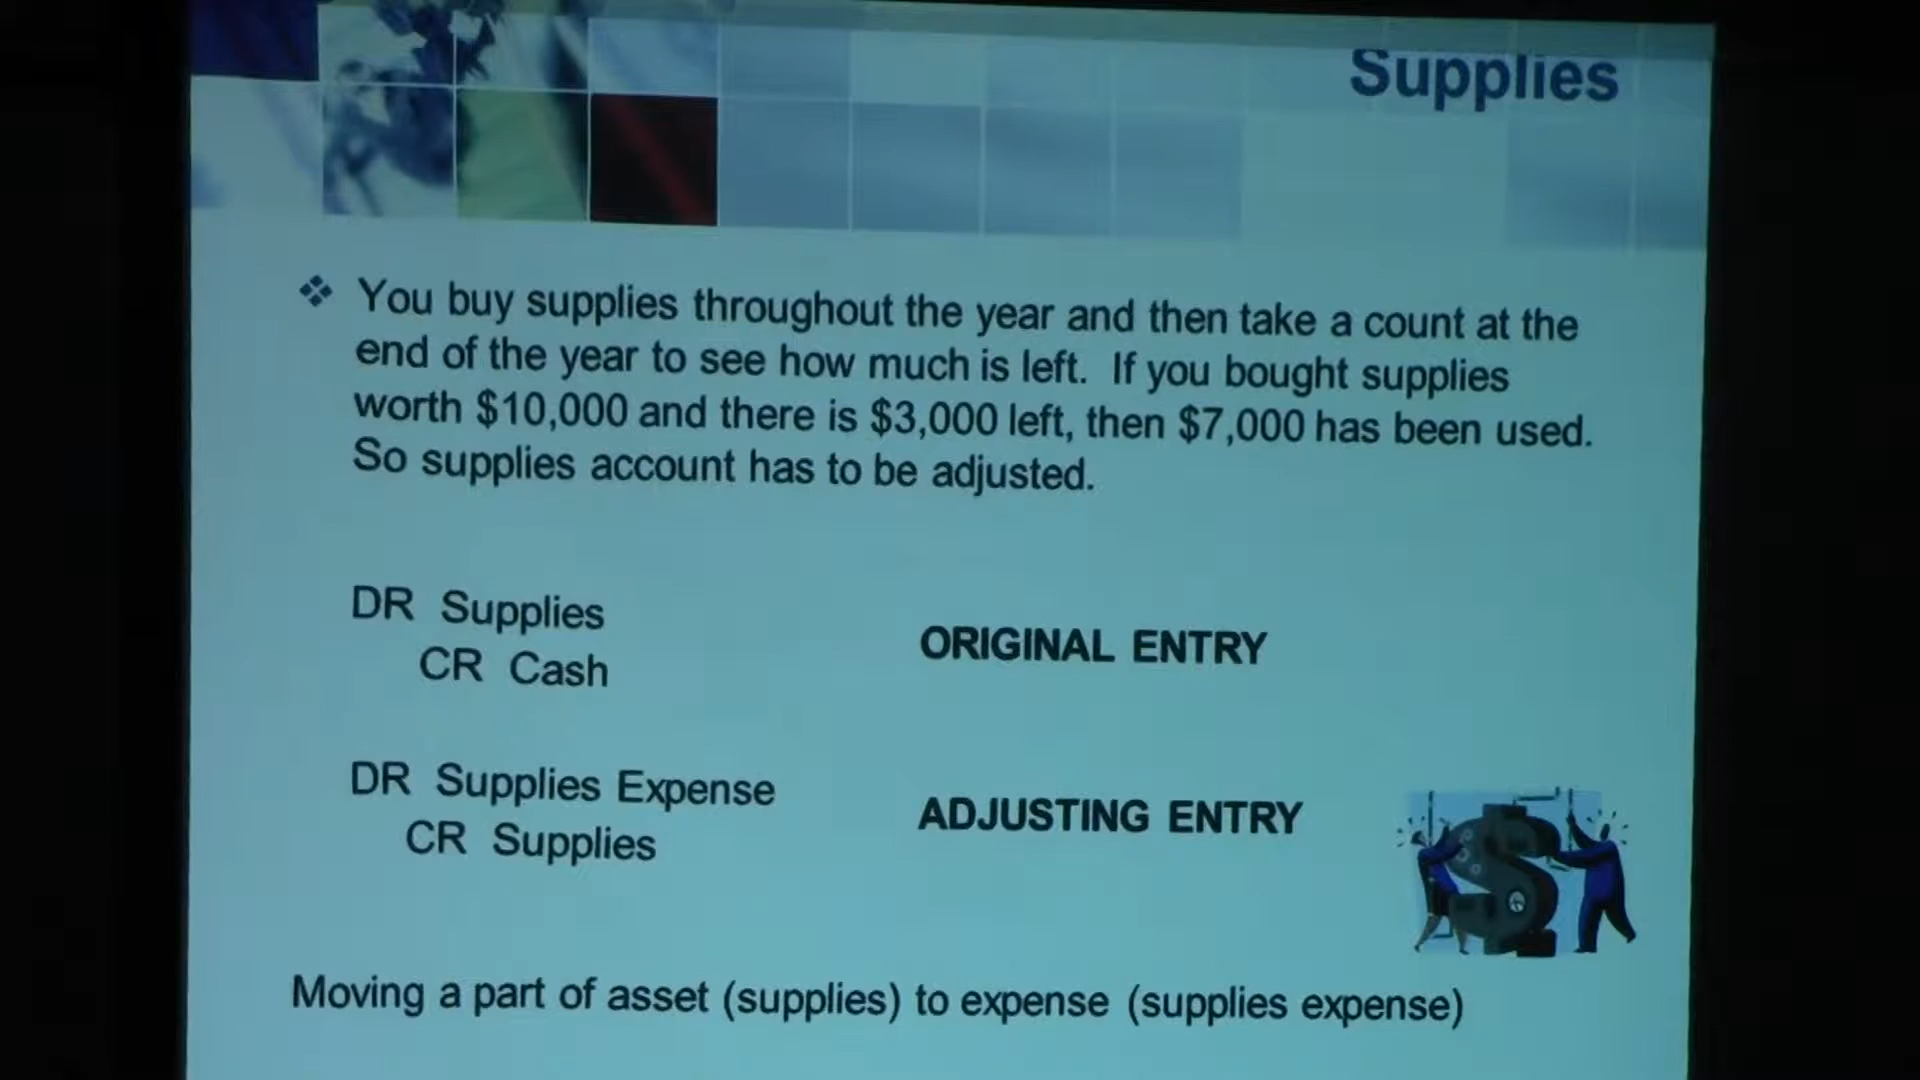 Supplies
You buy supplies throughout the year and then take a count at the
end of the year to see how much is left. If you bought supplies
worth $10,000 and there is $3,000 left, then $7,000 has been used.
So supplies account has to be adjusted.
DR Supplies
CR Cash
ORIGINAL ENTRY
DR Supplies Expense
CR Supplies
ADJUSTING ENTRY
Moving a part of asset (supplies) to expense (supplies expense)